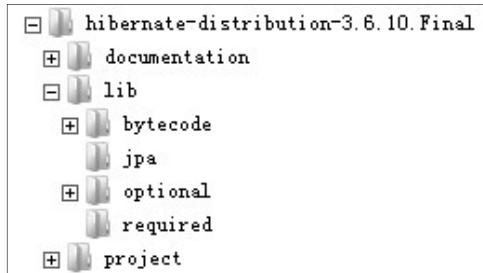 hibernate-distribution-3.6.10.Final
documentation
lib
bytecode
jpa
optional
required
project